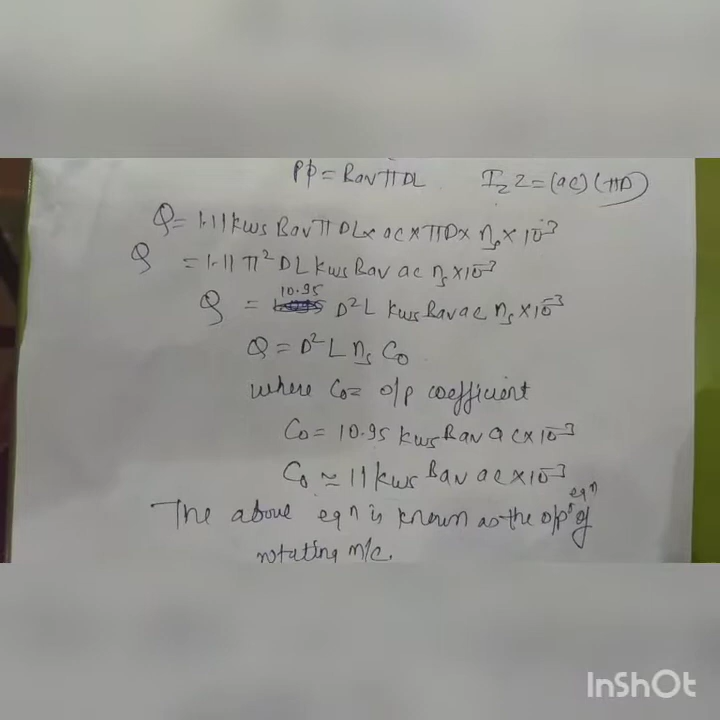 Pφ = Bav π DL   Iz Z = (ac) (πD)
Q = 1.11 kws Bav π DL x ac x πD x ns x 10⁻³
Q = 1.11 π² DL kws Bav ac ns x 10⁻³
10.95
Q = D² L kws Bav ac ns x 10⁻³
Q = D² L ns Co
where Co = o/p coefficient
Co = 10.95 kws Bav ac x 10⁻³
Co ≃ 11 kws Bav ac x 10⁻³
The above eqⁿ is known as the o/p eqⁿ of
rotating m/c.
InShOt